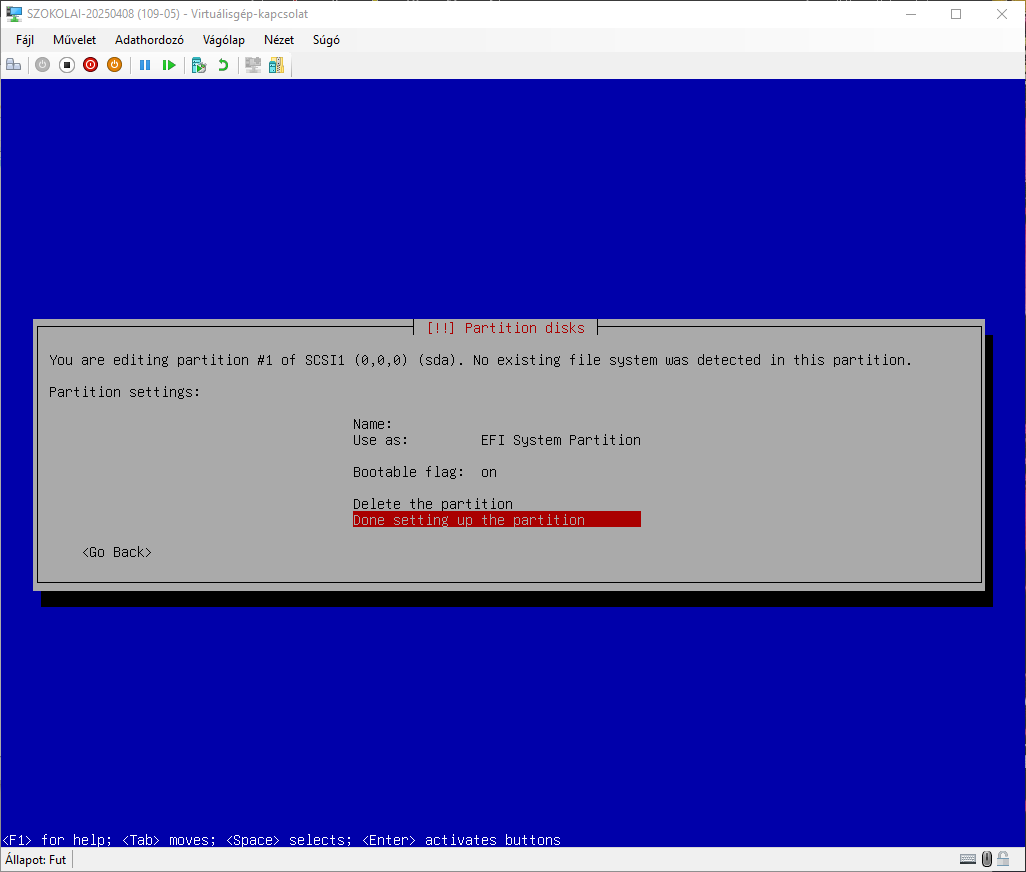 SZOKOLAI-20250408 (109-05) - Virtuálisgép-kapcsolat
Fájl Művelet Adathordozó Vágólap Nézet Súgó
[!!] Partition disks
You are editing partition #1 of SCSI1 (0,0,0) (sda). No existing file system was detected in this partition.
Partition settings:
Name:
Use as: EFI System Partition
Bootable flag: on
Delete the partition
Done setting up the partition
<Go Back>
<F1> for help; <Tab> moves; <Space> selects; <Enter> activates buttons
Állapot: Fut